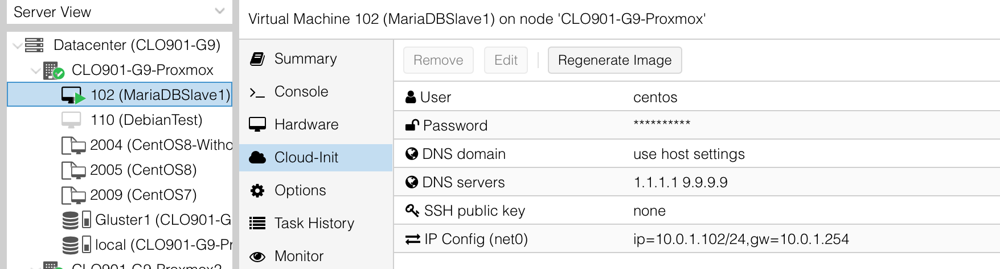 Server View
Datacenter (CLO901-G9)
CLO901-G9-Proxmox
102 (MariaDBSlave1)
110 (DebianTest)
2004 (CentOS8-Witho
2005 (CentOS8)
2009 (CentOS7)
Gluster1 (CLO901-G
local (CLO901-G9-Pr
CLO901-G9-Proxmox2
Virtual Machine 102 (MariaDBSlave1) on node 'CLO901-G9-Proxmox'
Summary
Console
Hardware
Cloud-Init
Options
Task History
Monitor
Remove Edit Regenerate Image
User centos
Password **********
DNS domain use host settings
DNS servers 1.1.1.1 9.9.9.9
SSH public key none
IP Config (net0) ip=10.0.1.102/24,gw=10.0.1.254